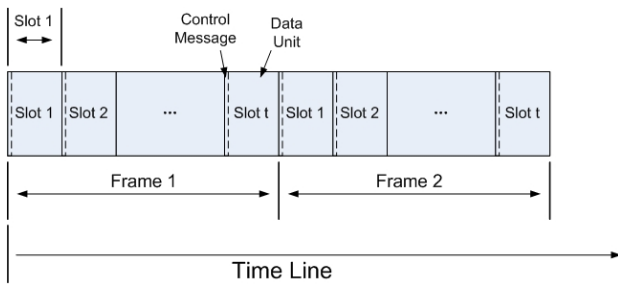 Slot 1
Control
Message
Data
Unit
Slot 1 Slot 2 ... Slot t Slot 1 Slot 2 ... Slot t
Frame 1 Frame 2
Time Line